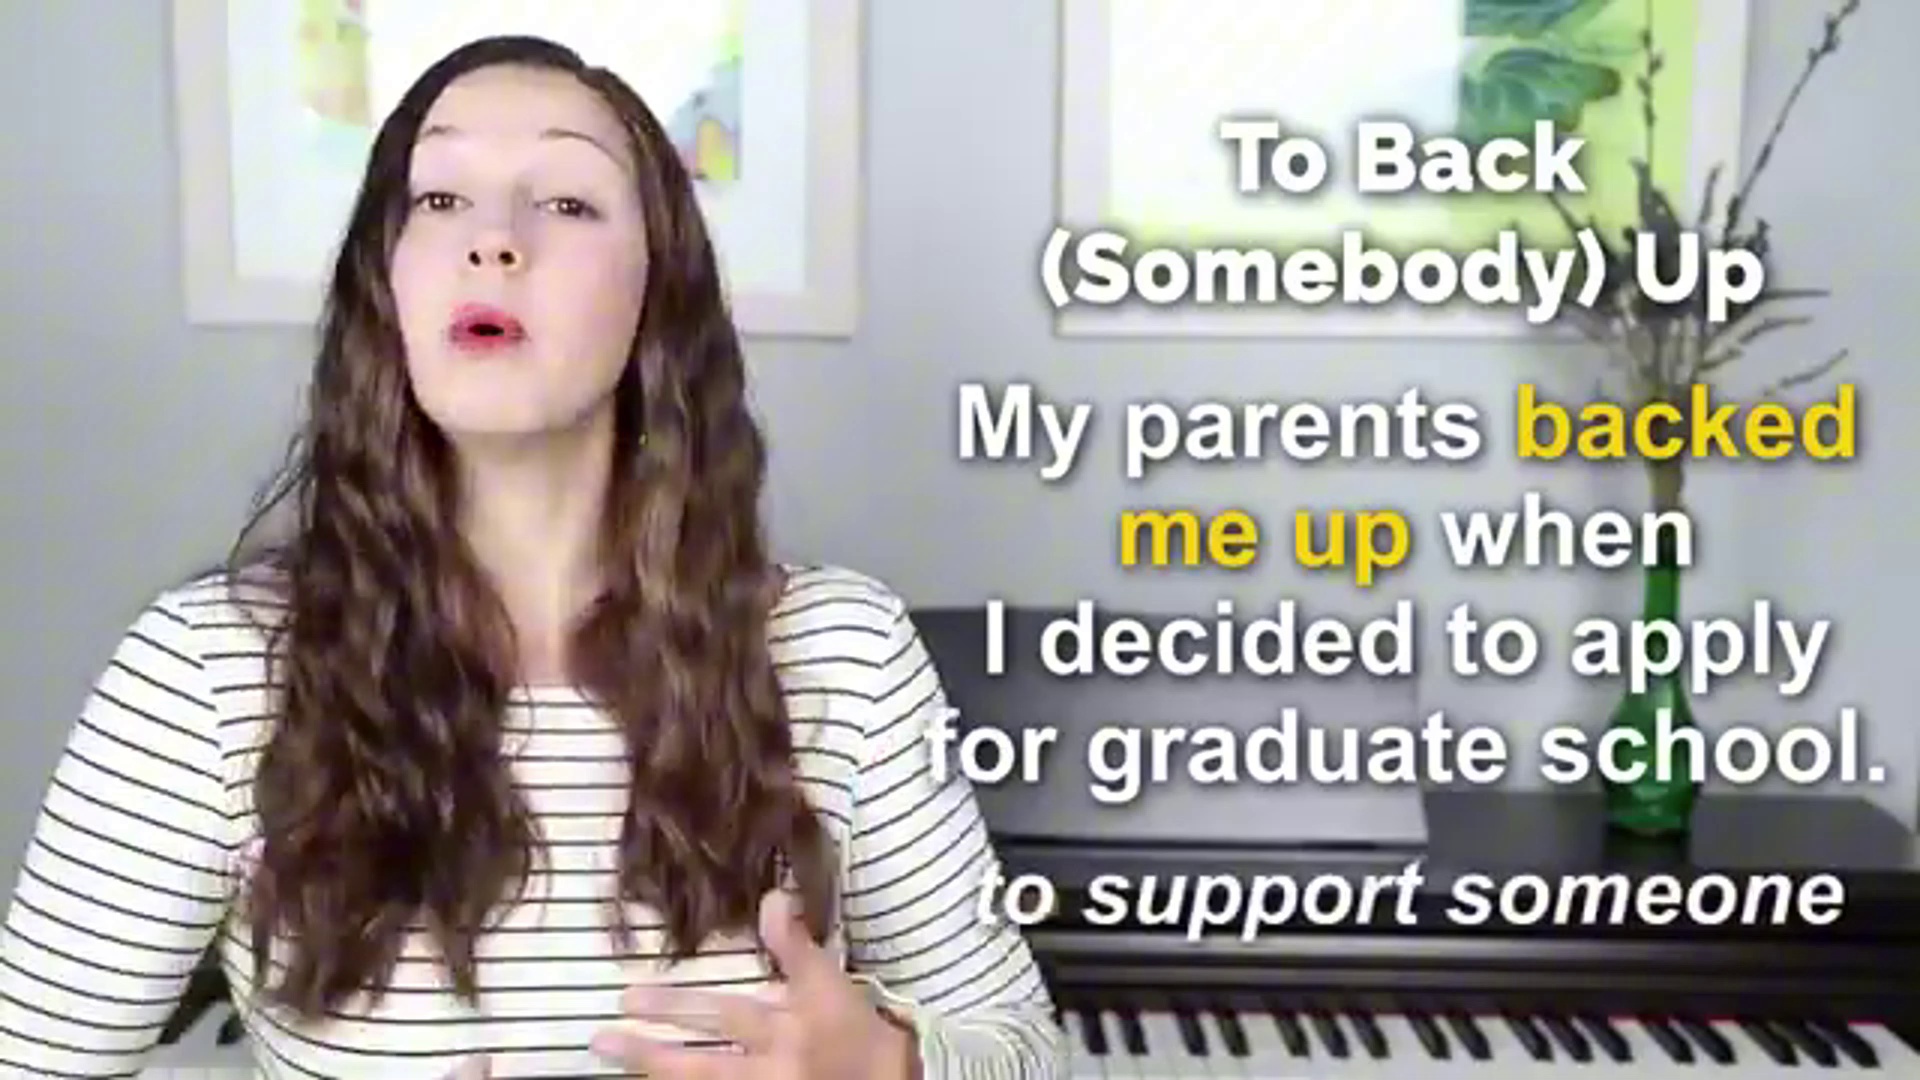 To Back
(Somebody) Up
My parents backed
me up when
I decided to apply
for graduate school.
to support someone